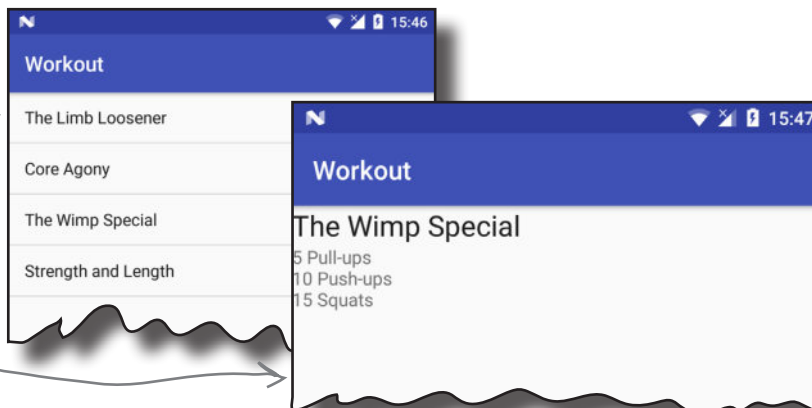 15:46
Workout
The Limb Loosener
Core Agony
The Wimp Special
Strength and Length
15:47
Workout
The Wimp Special
5 Pull-ups
10 Push-ups
15 Squats